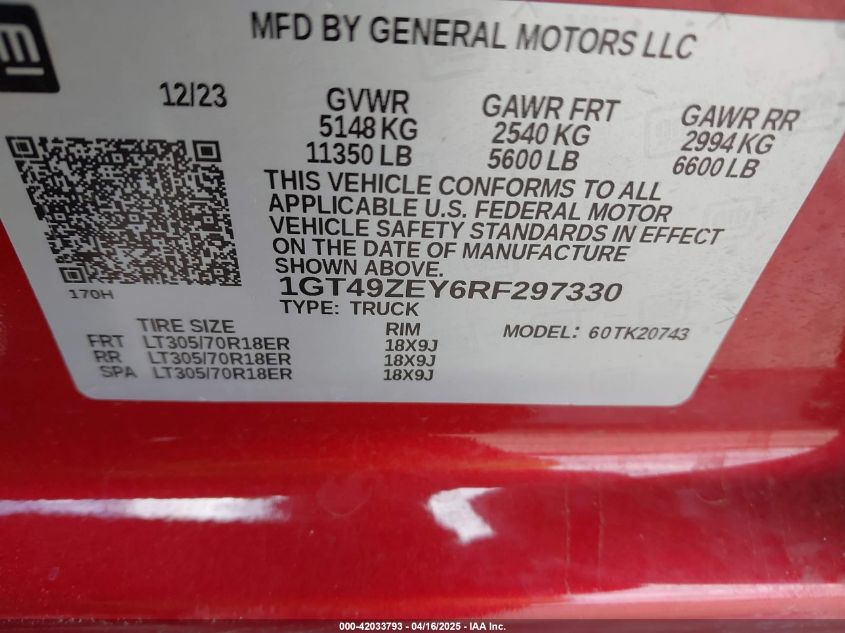 MFD BY GENERAL MOTORS LLC
12/23
GVWR
5148 KG
11350 LB
GAWR FRT
2540 KG
5600 LB
GAWR RR
2994 KG
6600 LB
THIS VEHICLE CONFORMS TO ALL
APPLICABLE U.S. FEDERAL MOTOR
VEHICLE SAFETY STANDARDS IN EFFECT
ON THE DATE OF MANUFACTURE
SHOWN ABOVE.
170H
1GT49ZEY6RF297330
TYPE: TRUCK
MODEL: 60TK20743
TIRE SIZE RIM
FRT LT305/70R18ER 18X9J
RR LT305/70R18ER 18X9J
SPA LT305/70R18ER 18X9J
000-42033793 - 04/16/2025 - IAA Inc.